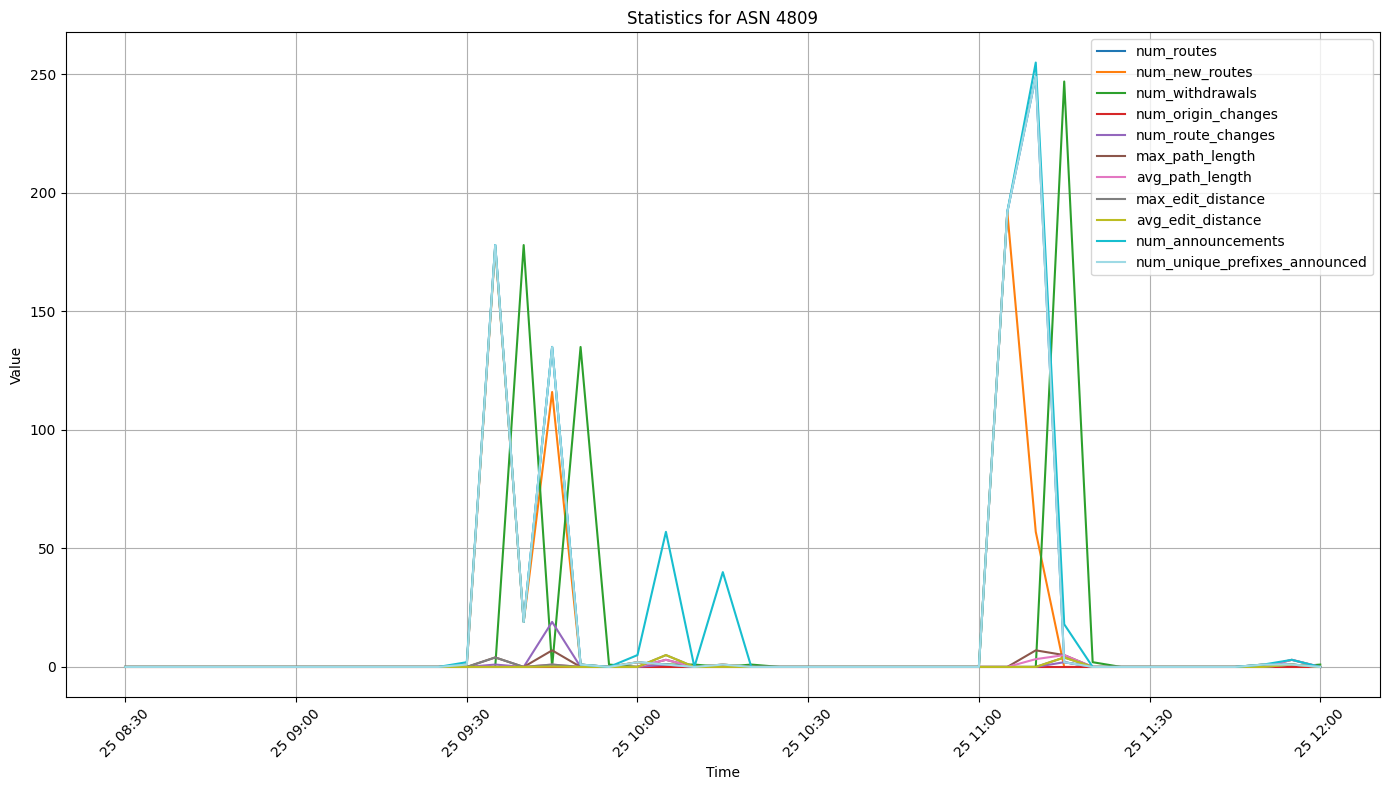 Statistics for ASN 4809
num_routes
num_new_routes
num_withdrawals
num_origin_changes
num_route_changes
max_path_length
avg_path_length
max_edit_distance
avg_edit_distance
num_announcements
num_unique_prefixes_announced
Value
250
200
150
100
50
0
25 08:30
25 09:00
25 09:30
25 10:00
25 10:30
25 11:00
25 11:30
25 12:00
Time